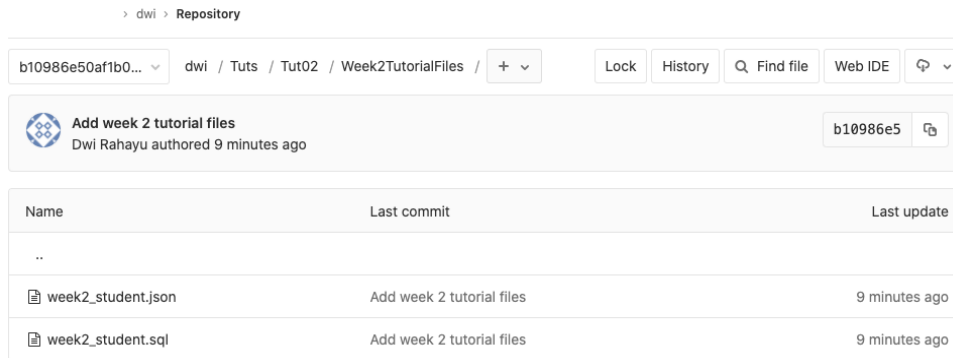 › dwi › Repository
b10986e50af1b0... dwi / Tuts / Tut02 / Week2TutorialFiles / + Lock History Find file Web IDE
Add week 2 tutorial files
Dwi Rahayu authored 9 minutes ago
b10986e5
Name Last commit Last update
..
week2_student.json Add week 2 tutorial files 9 minutes ago
week2_student.sql Add week 2 tutorial files 9 minutes ago